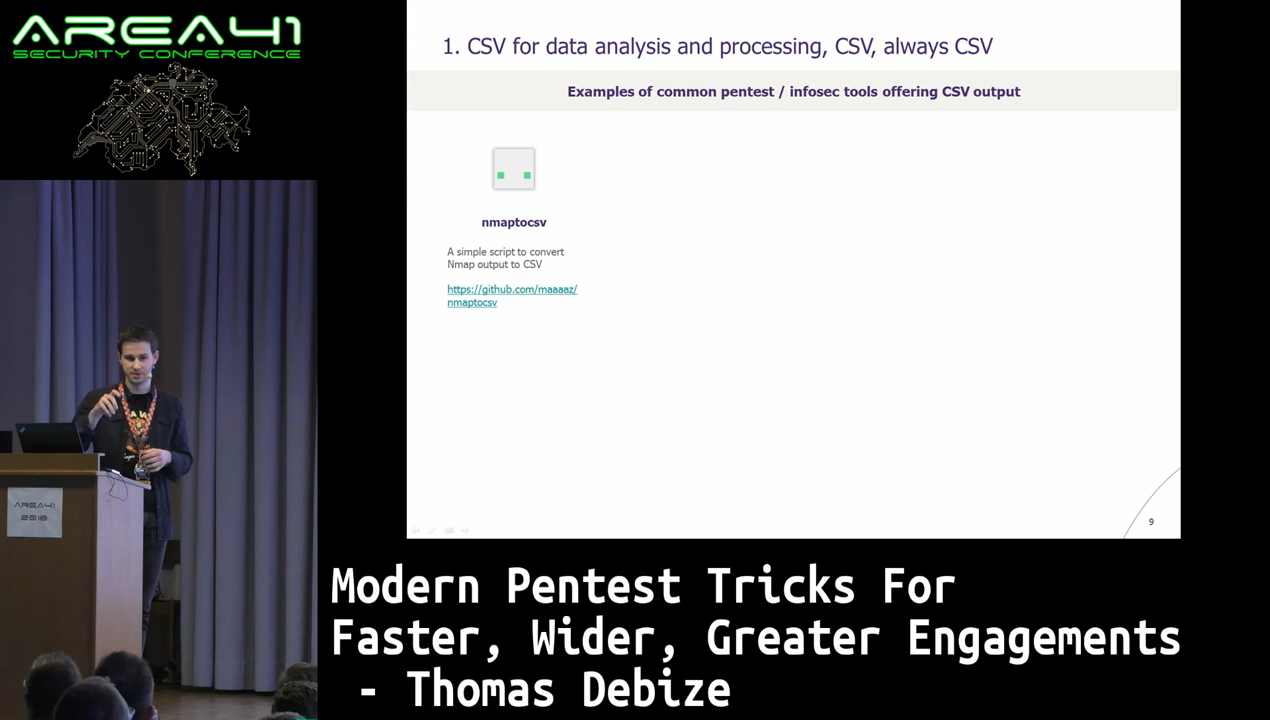 AREA41
SECURITY CONFERENCE
1. CSV for data analysis and processing, CSV, always CSV
Examples of common pentest / infosec tools offering CSV output
nmaptocsv
A simple script to convert
Nmap output to CSV
https://github.com/maaaaz/
nmaptocsv
9
AREA41
2018
Modern Pentest Tricks For
Faster, Wider, Greater Engagements
- Thomas Debize